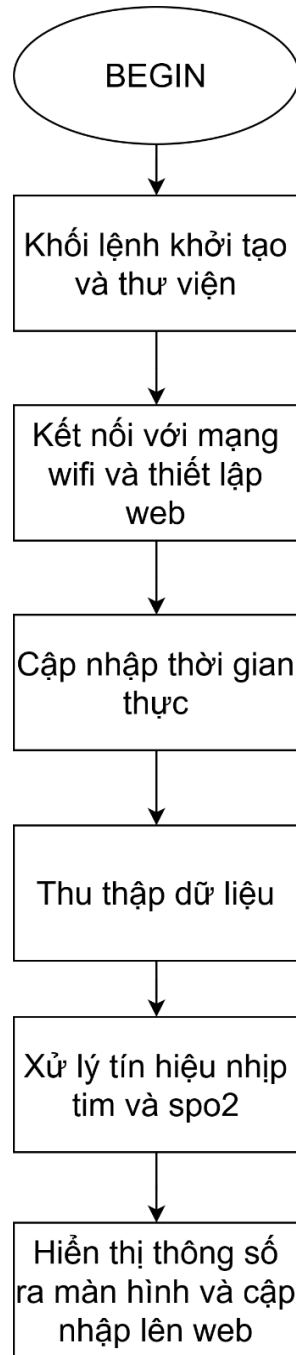 BEGIN
Khối lệnh khởi tạo
và thư viện
Kết nối với mạng
wifi và thiết lập
web
Cập nhập thời gian
thực
Thu thập dữ liệu
Xử lý tín hiệu nhịp
tim và spo2
Hiển thị thông số
ra màn hình và cập
nhập lên web